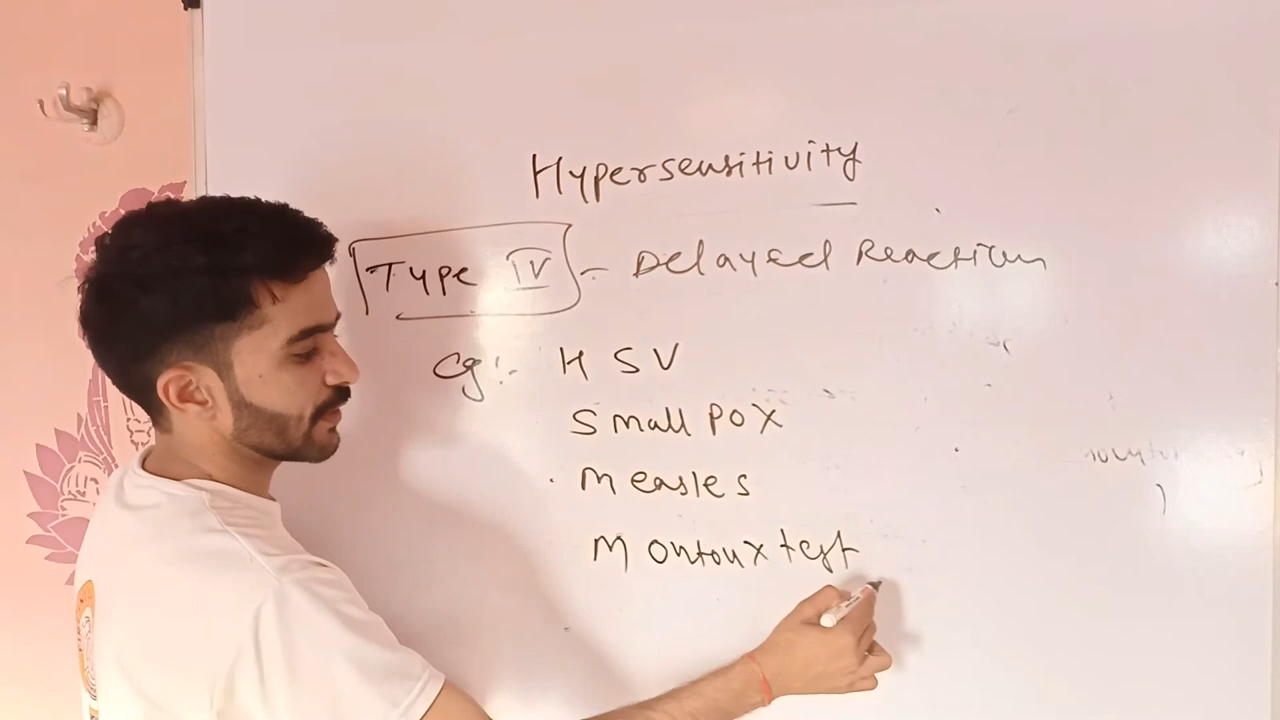 Hypersensitivity
Type IV - Delayed Reaction
eg:- HSV
Small POX
Measles
Montoux test